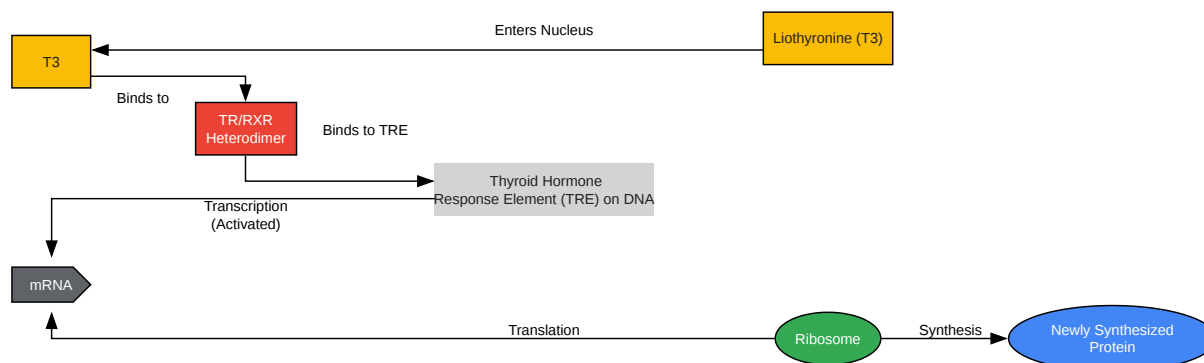 Enters Nucleus
Liothyronine (T3)
T3
Binds to
TR/RXR
Heterodimer
Binds to TRE
Thyroid Hormone
Response Element (TRE) on DNA
Transcription
(Activated)
mRNA
Translation
Ribosome
Synthesis
Newly Synthesized
Protein